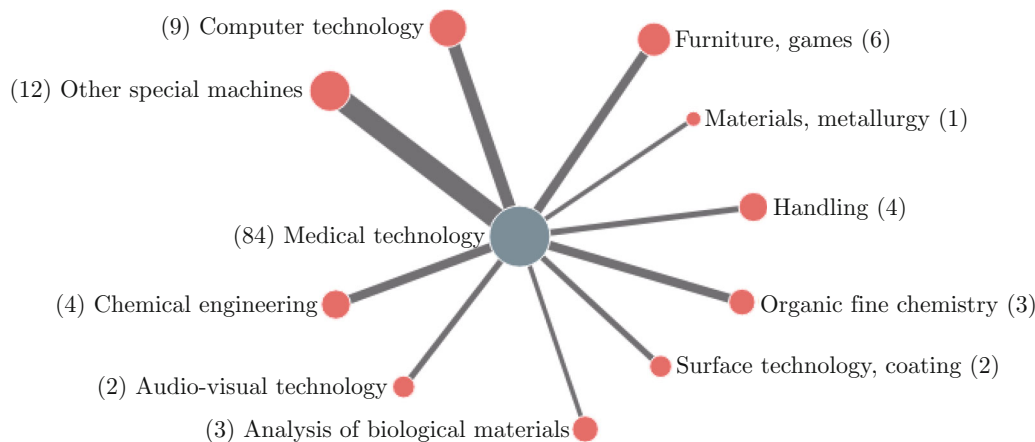 (9) Computer technology
Furniture, games (6)
(12) Other special machines
Materials, metallurgy (1)
Handling (4)
(84) Medical technology
(4) Chemical engineering
Organic fine chemistry (3)
Surface technology, coating (2)
(2) Audio-visual technology
(3) Analysis of biological materials